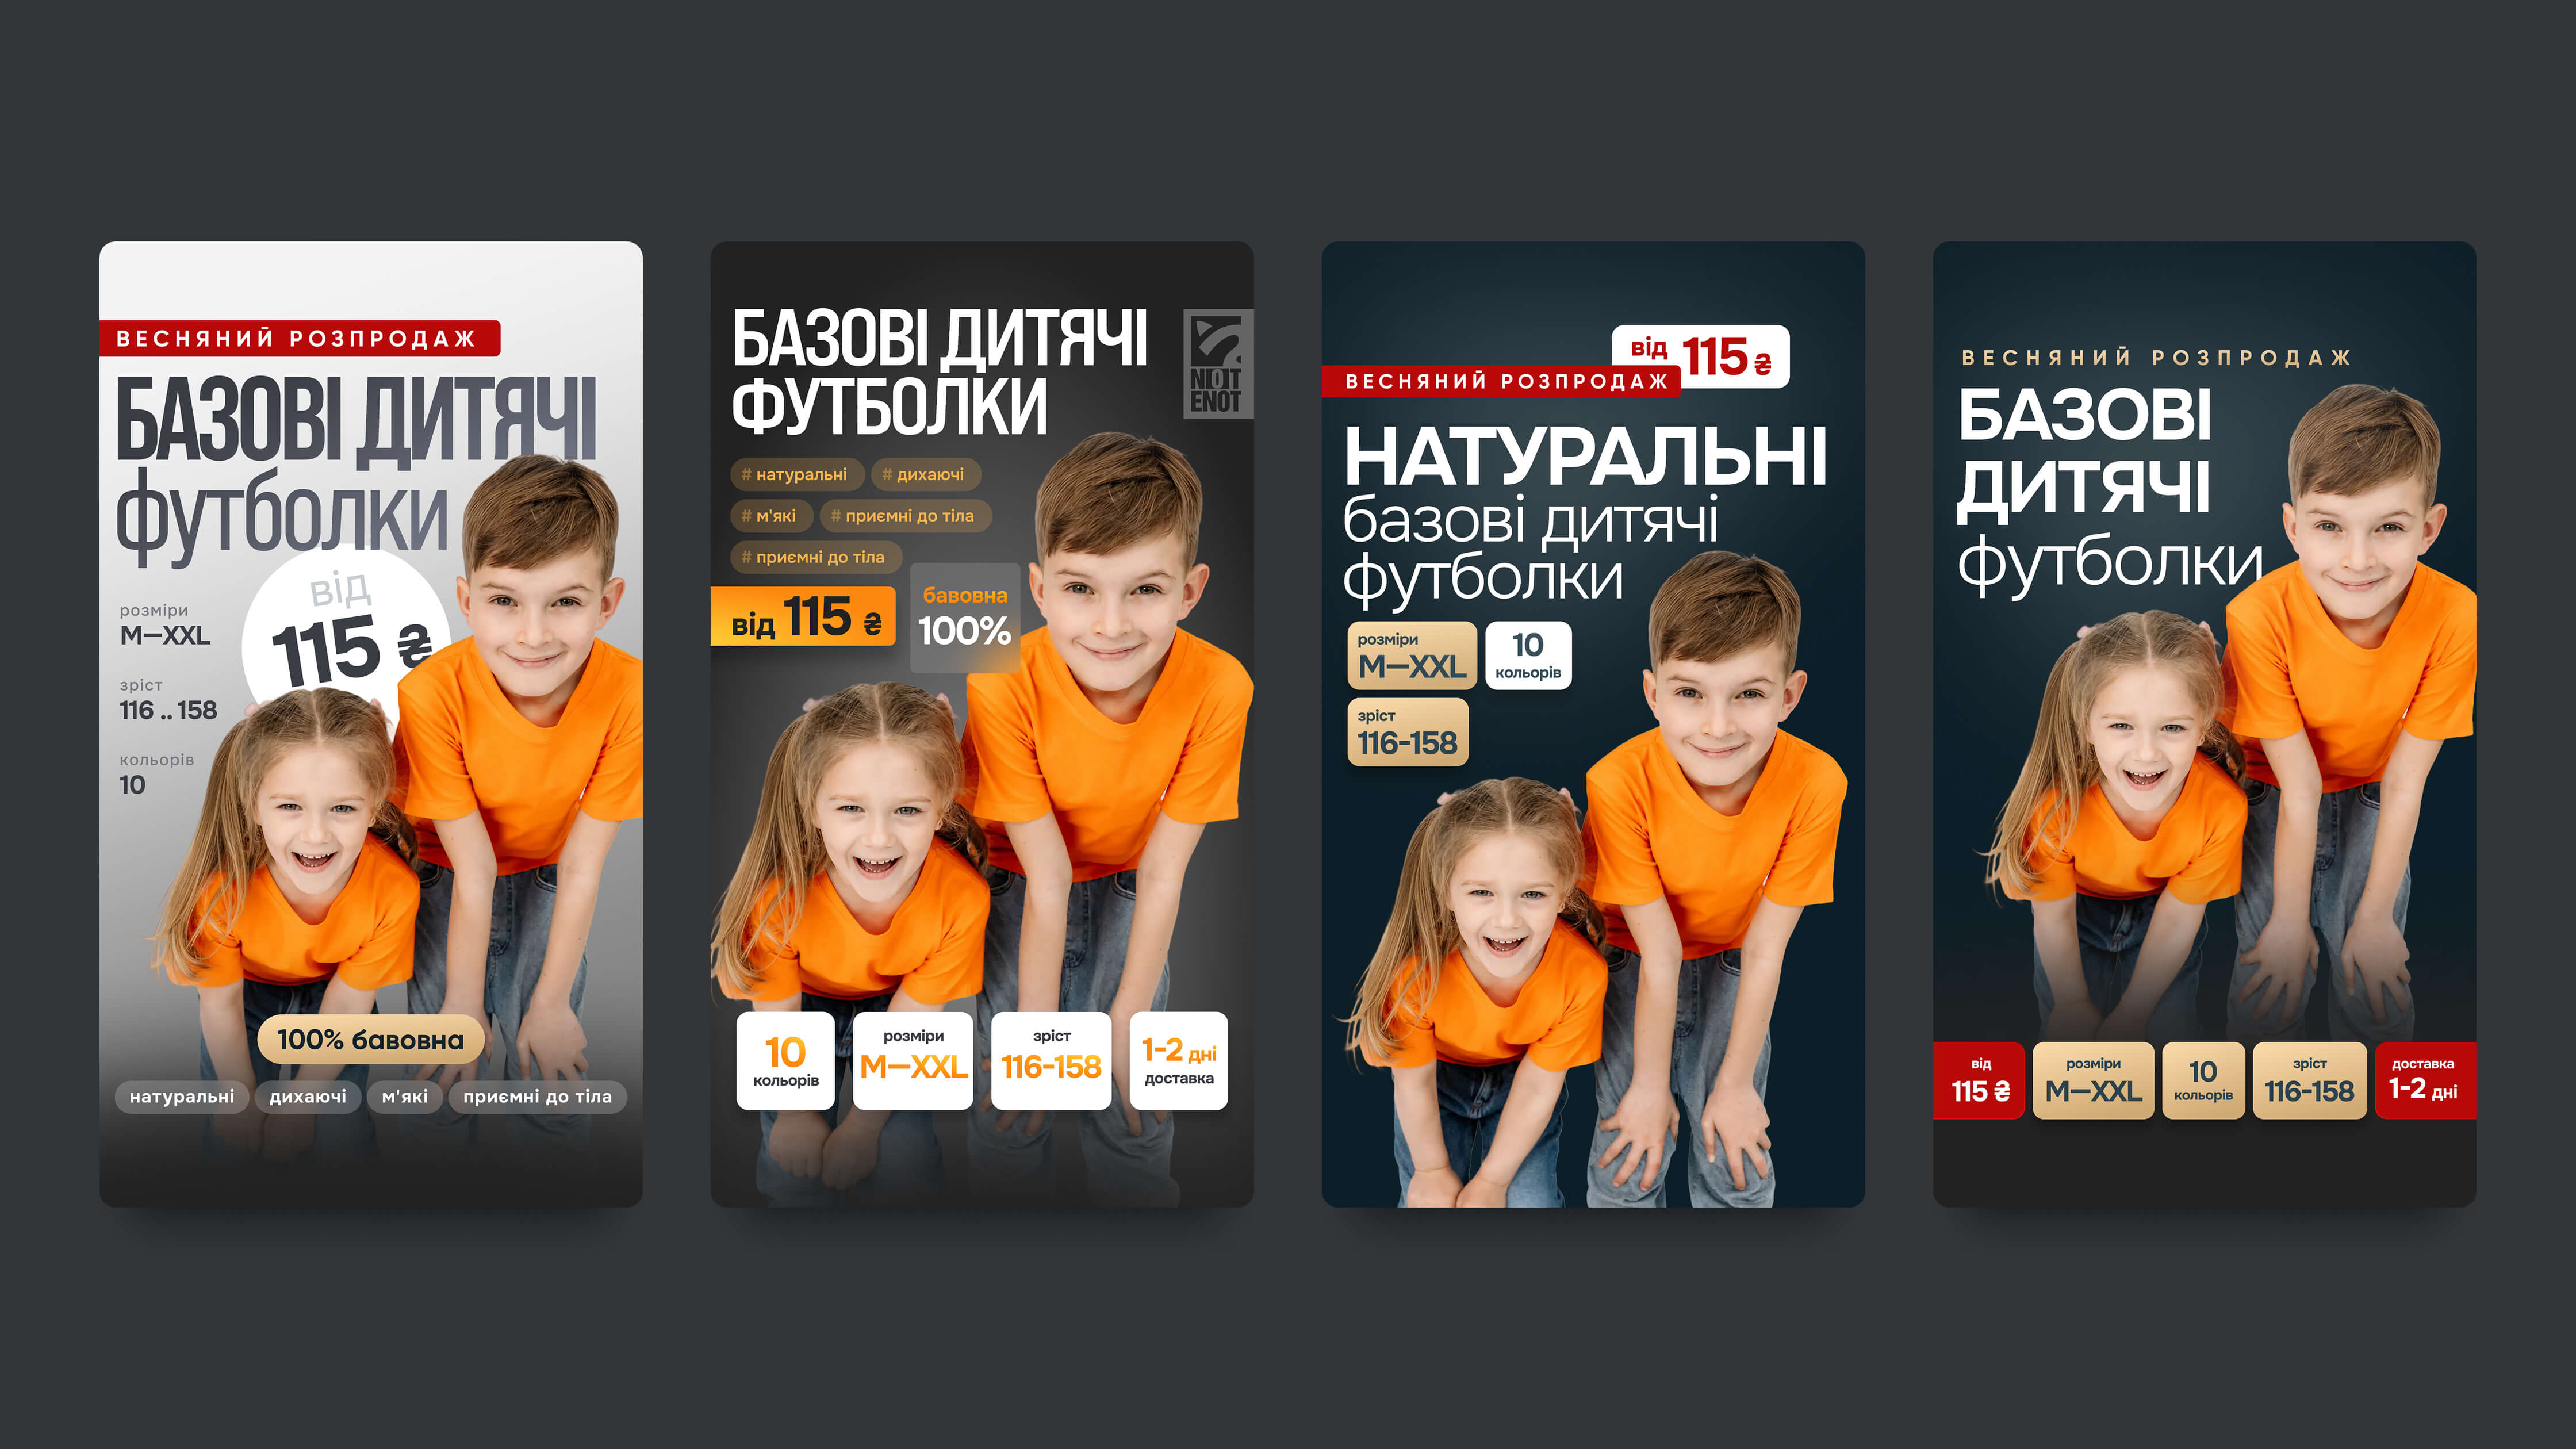 ВЕСНЯНИЙ РОЗПРОДАЖ
БАЗОВІ ДИТЯЧІ
футболки
від
115 ₴
розміри
M—XXL
зріст
116 .. 158
кольорів
10
100% бавовна
натуральні дихаючі м'які приємні до тіла
БАЗОВІ ДИТЯЧІ
ФУТБОЛКИ
NOT
ENOT
# натуральні # дихаючі
# м'які # приємні до тіла
# приємні до тіла
від 115 ₴
бавовна
100%
10
кольорів
розміри
M—XXL
зріст
116-158
1-2 дні
доставка
від 115 ₴
ВЕСНЯНИЙ РОЗПРОДАЖ
НАТУРАЛЬНІ
базові дитячі
футболки
розміри
M—XXL
10
кольорів
зріст
116-158
ВЕСНЯНИЙ РОЗПРОДАЖ
БАЗОВІ
ДИТЯЧІ
футболки
від
115 ₴
розміри
M—XXL
10
кольорів
зріст
116-158
доставка
1-2 дні